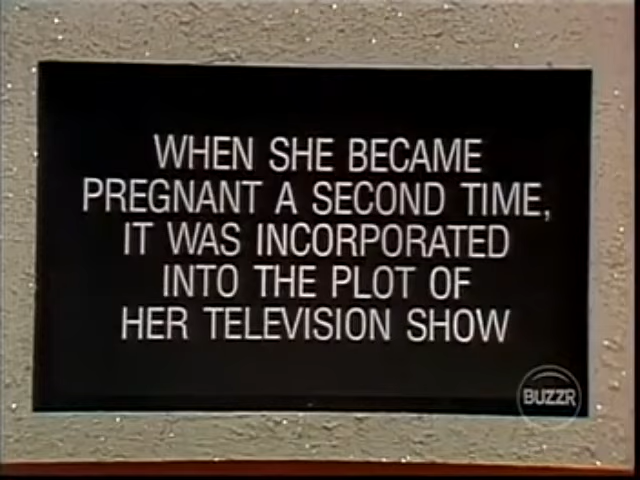 WHEN SHE BECAME
PREGNANT A SECOND TIME,
IT WAS INCORPORATED
INTO THE PLOT OF
HER TELEVISION SHOW
BUZZR